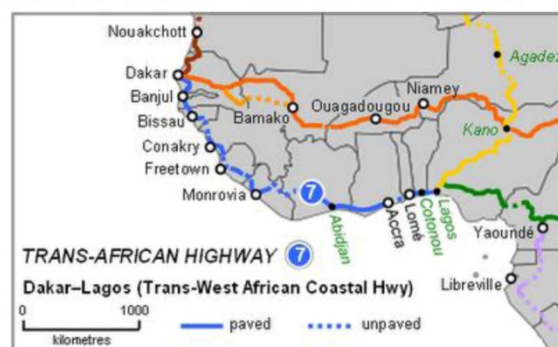 Nouakchott
Agadez
Dakar
Niamey
Banjul
Ouagadougou
Bamako
Bissau
Kano
Conakry
Freetown
Monrovia
7
Abidjan
Accra
Lomé
Cotonou
Lagos
Yaoundé
Libreville
TRANS-AFRICAN HIGHWAY 7
Dakar–Lagos (Trans-West African Coastal Hwy)
0 1000
kilometres
paved
unpaved